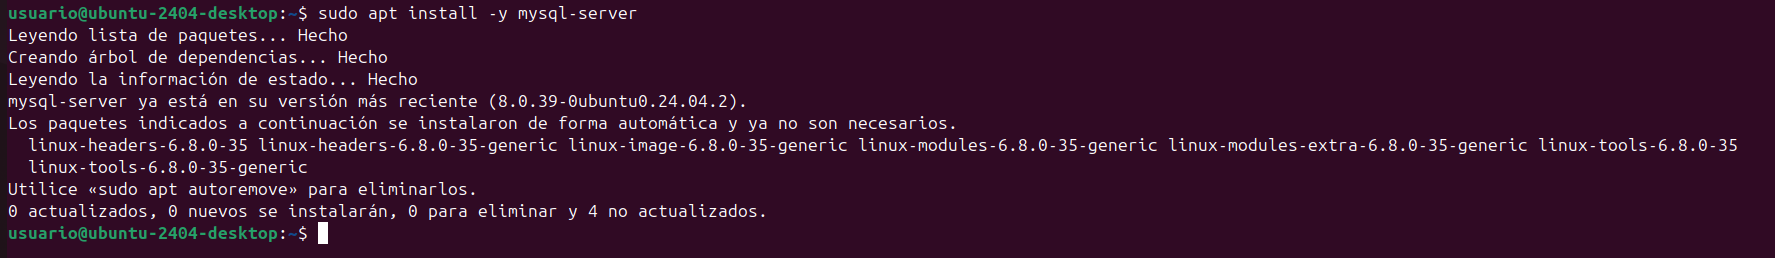 usuario@ubuntu-2404-desktop:~$ sudo apt install -y mysql-server
Leyendo lista de paquetes... Hecho
Creando árbol de dependencias... Hecho
Leyendo la información de estado... Hecho
mysql-server ya está en su versión más reciente (8.0.39-0ubuntu0.24.04.2).
Los paquetes indicados a continuación se instalaron de forma automática y ya no son necesarios.
  linux-headers-6.8.0-35 linux-headers-6.8.0-35-generic linux-image-6.8.0-35-generic linux-modules-6.8.0-35-generic linux-modules-extra-6.8.0-35-generic linux-tools-6.8.0-35
  linux-tools-6.8.0-35-generic
Utilice «sudo apt autoremove» para eliminarlos.
0 actualizados, 0 nuevos se instalarán, 0 para eliminar y 4 no actualizados.
usuario@ubuntu-2404-desktop:~$